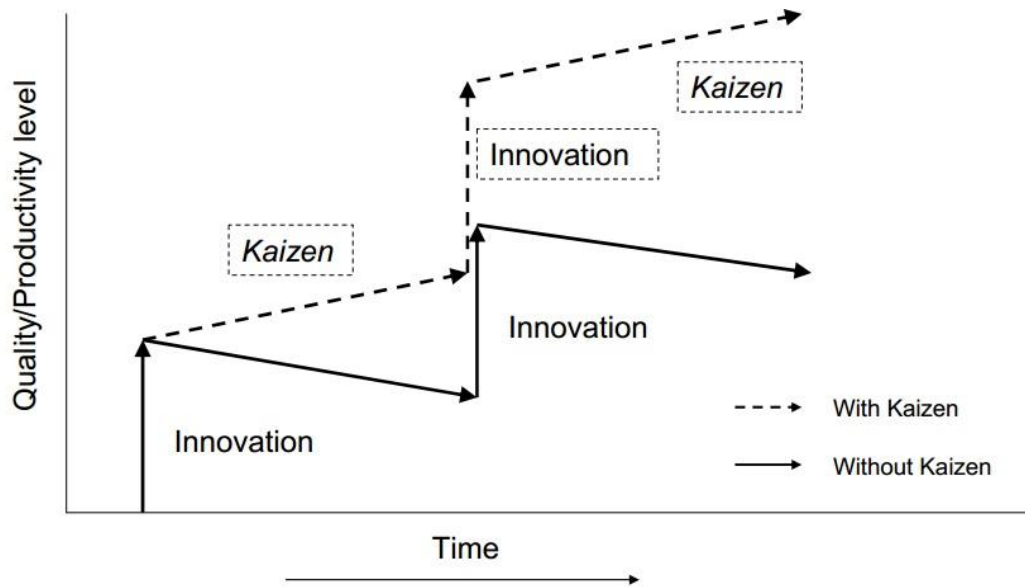 Quality/Productivity level
Kaizen
Innovation
Kaizen
Innovation
Innovation
With Kaizen
Without Kaizen
Time